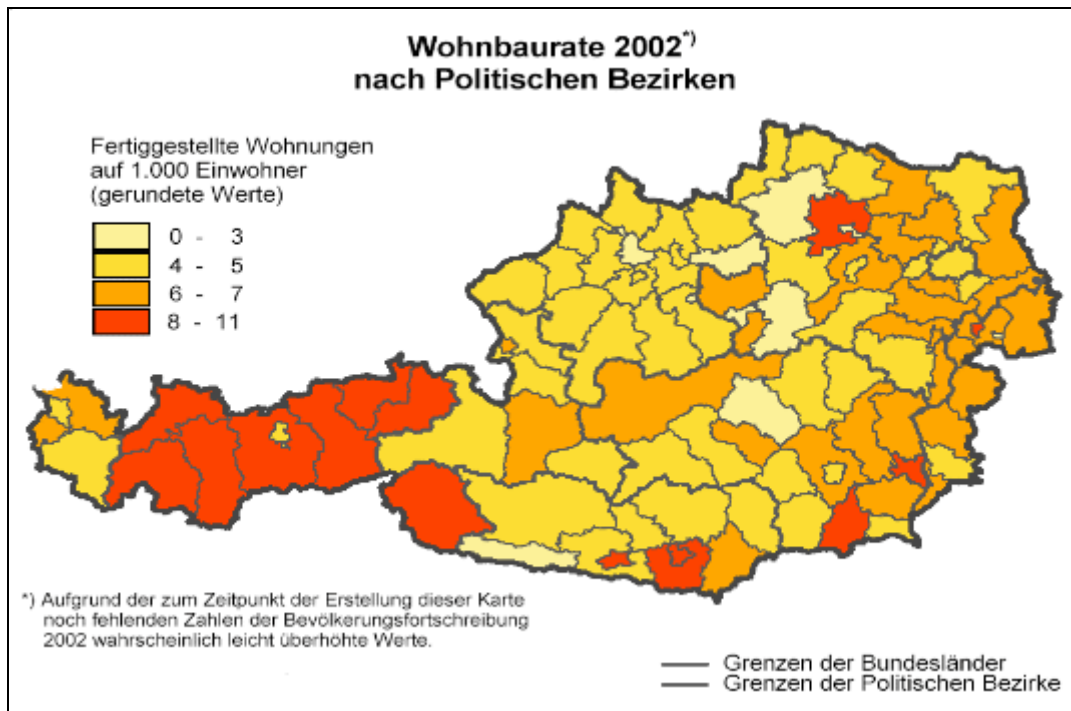 Wohnbaurate 2002*)
nach Politischen Bezirken
Fertiggestellte Wohnungen
auf 1.000 Einwohner
(gerundete Werte)
0 - 3
4 - 5
6 - 7
8 - 11
*) Aufgrund der zum Zeitpunkt der Erstellung dieser Karte
noch fehlenden Zahlen der Bevölkerungsfortschreibung
2002 wahrscheinlich leicht überhöhte Werte.
Grenzen der Bundesländer
Grenzen der Politischen Bezirke